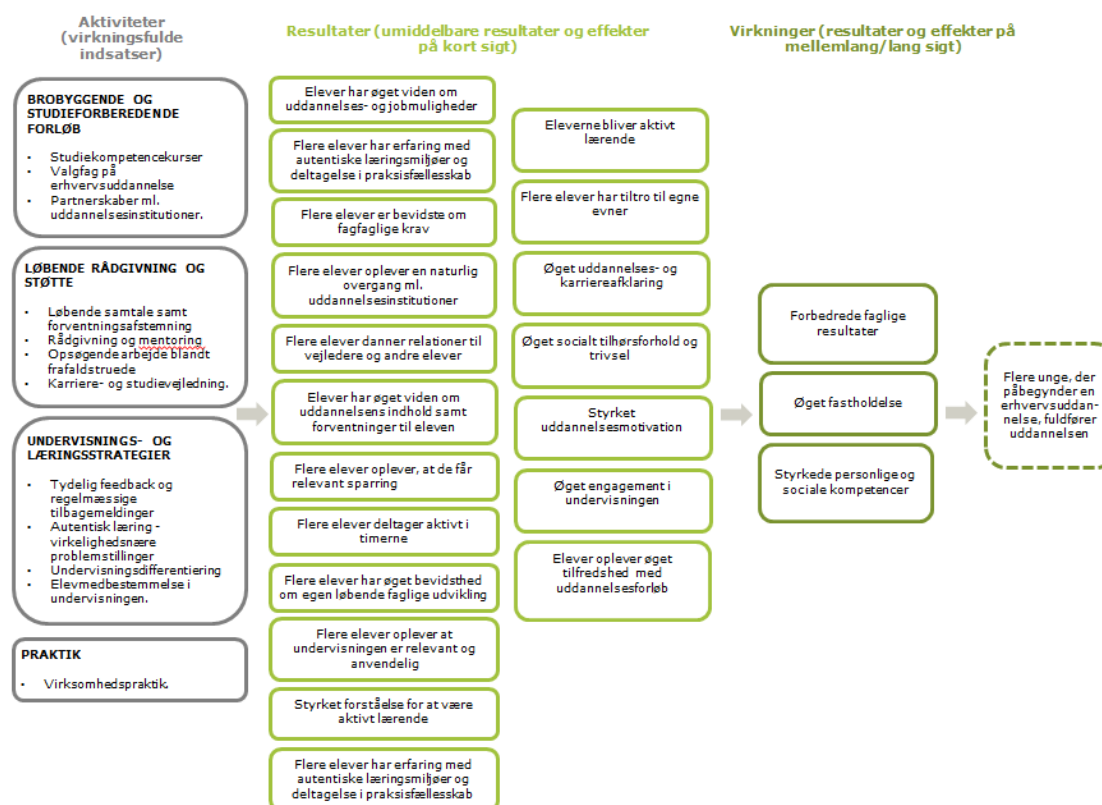 Aktiviteter
(virkningsfulde
indsatser)
BROBYGGENDE OG
STUDIEFORBEREDENDE
FORLØB
• Studiekompetencekurser
• Valgfag på
erhvervsuddannelse
• Partnerskaber ml.
uddannelsesinstitutioner.
LØBENDE RÅDGIVNING OG
STØTTE
• Løbende samtale samt
forventningsafstemning
• Rådgivning og mentoring
• Opsøgende arbejde blandt
frafaldstruede
• Karriere- og studievejledning.
UNDERVISNINGS- OG
LÆRINGSSTRATEGIER
• Tydelig feedback og
regelmæssige
tilbagemeldinger
• Autentisk læring -
virkelighedsnære
problemstillinger
• Undervisningsdifferentiering
• Elevmedbestemmelse i
undervisningen.
PRAKTIK
• Virksomhedspraktik.
Resultater (umiddelbare resultater og effekter
på kort sigt)
Elever har øget viden om
uddannelses- og jobmuligheder
Flere elever har erfaring med
autentiske læringsmiljøer og
deltagelse i praksisfællesskab
Flere elever er bevidste om
fagfaglige krav
Flere elever oplever en naturlig
overgang ml.
uddannelsesinstitutioner
Flere elever danner relationer til
vejledere og andre elever
Elever har øget viden om
uddannelsens indhold samt
forventninger til eleven
Flere elever oplever, at de får
relevant sparring
Flere elever deltager aktivt i
timerne
Flere elever har øget bevidsthed
om egen løbende faglige udvikling
Flere elever oplever at
undervisningen er relevant og
anvendelig
Styrket forståelse for at være
aktivt lærende
Flere elever har erfaring med
autentiske læringsmiljøer og
deltagelse i praksisfællesskab
Eleverne bliver aktivt
lærende
Flere elever har tiltro til egne
evner
Øget uddannelses- og
karriereafklaring
Øget socialt tilhørsforhold og
trivsel
Styrket
uddannelsesmotivation
Øget engagement i
undervisningen
Elever oplever øget
tilfredshed med
uddannelsesforløb
Virkninger (resultater og effekter på
mellemlang/lang sigt)
Forbedrede faglige
resultater
Øget fastholdelse
Styrkede personlige og
sociale kompetencer
Flere unge, der
påbegynder en
erhvervsuddan-
nelse, fuldfører
uddannelsen